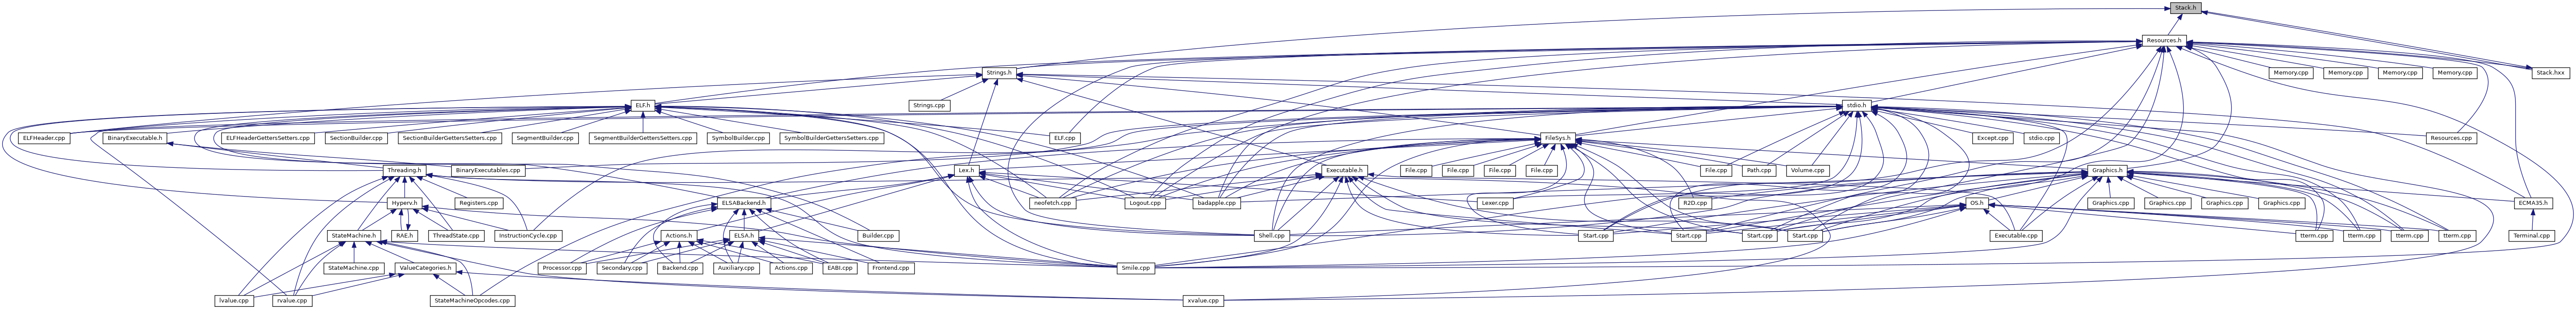 Stack.h
Resources.h
Strings.h
Memory.cpp
Memory.cpp
Memory.cpp
Memory.cpp
Stack.hxx
Strings.cpp
ELF.h
stdio.h
ELFHeader.cpp
BinaryExecutable.h
ELFHeaderGettersSetters.cpp
SectionBuilder.cpp
SectionBuilderGettersSetters.cpp
SegmentBuilder.cpp
SegmentBuilderGettersSetters.cpp
SymbolBuilder.cpp
SymbolBuilderGettersSetters.cpp
ELF.cpp
FileSys.h
Except.cpp
stdio.cpp
Resources.cpp
Threading.h
BinaryExecutables.cpp
Lex.h
Executable.h
File.cpp
File.cpp
File.cpp
File.cpp
File.cpp
Path.cpp
Volume.cpp
Graphics.h
Hyperv.h
Registers.cpp
ELSABackend.h
neofetch.cpp
Logout.cpp
badapple.cpp
Lexer.cpp
R2D.cpp
OS.h
Graphics.cpp
Graphics.cpp
Graphics.cpp
Graphics.cpp
ECMA35.h
StateMachine.h
RAE.h
ThreadState.cpp
InstructionCycle.cpp
Actions.h
ELSA.h
Builder.cpp
Shell.cpp
Start.cpp
Start.cpp
Start.cpp
Start.cpp
Executable.cpp
tterm.cpp
tterm.cpp
tterm.cpp
tterm.cpp
Terminal.cpp
StateMachine.cpp
ValueCategories.h
Processor.cpp
Secondary.cpp
Backend.cpp
Auxiliary.cpp
Actions.cpp
EABI.cpp
Frontend.cpp
Smile.cpp
lvalue.cpp
rvalue.cpp
StateMachineOpcodes.cpp
xvalue.cpp